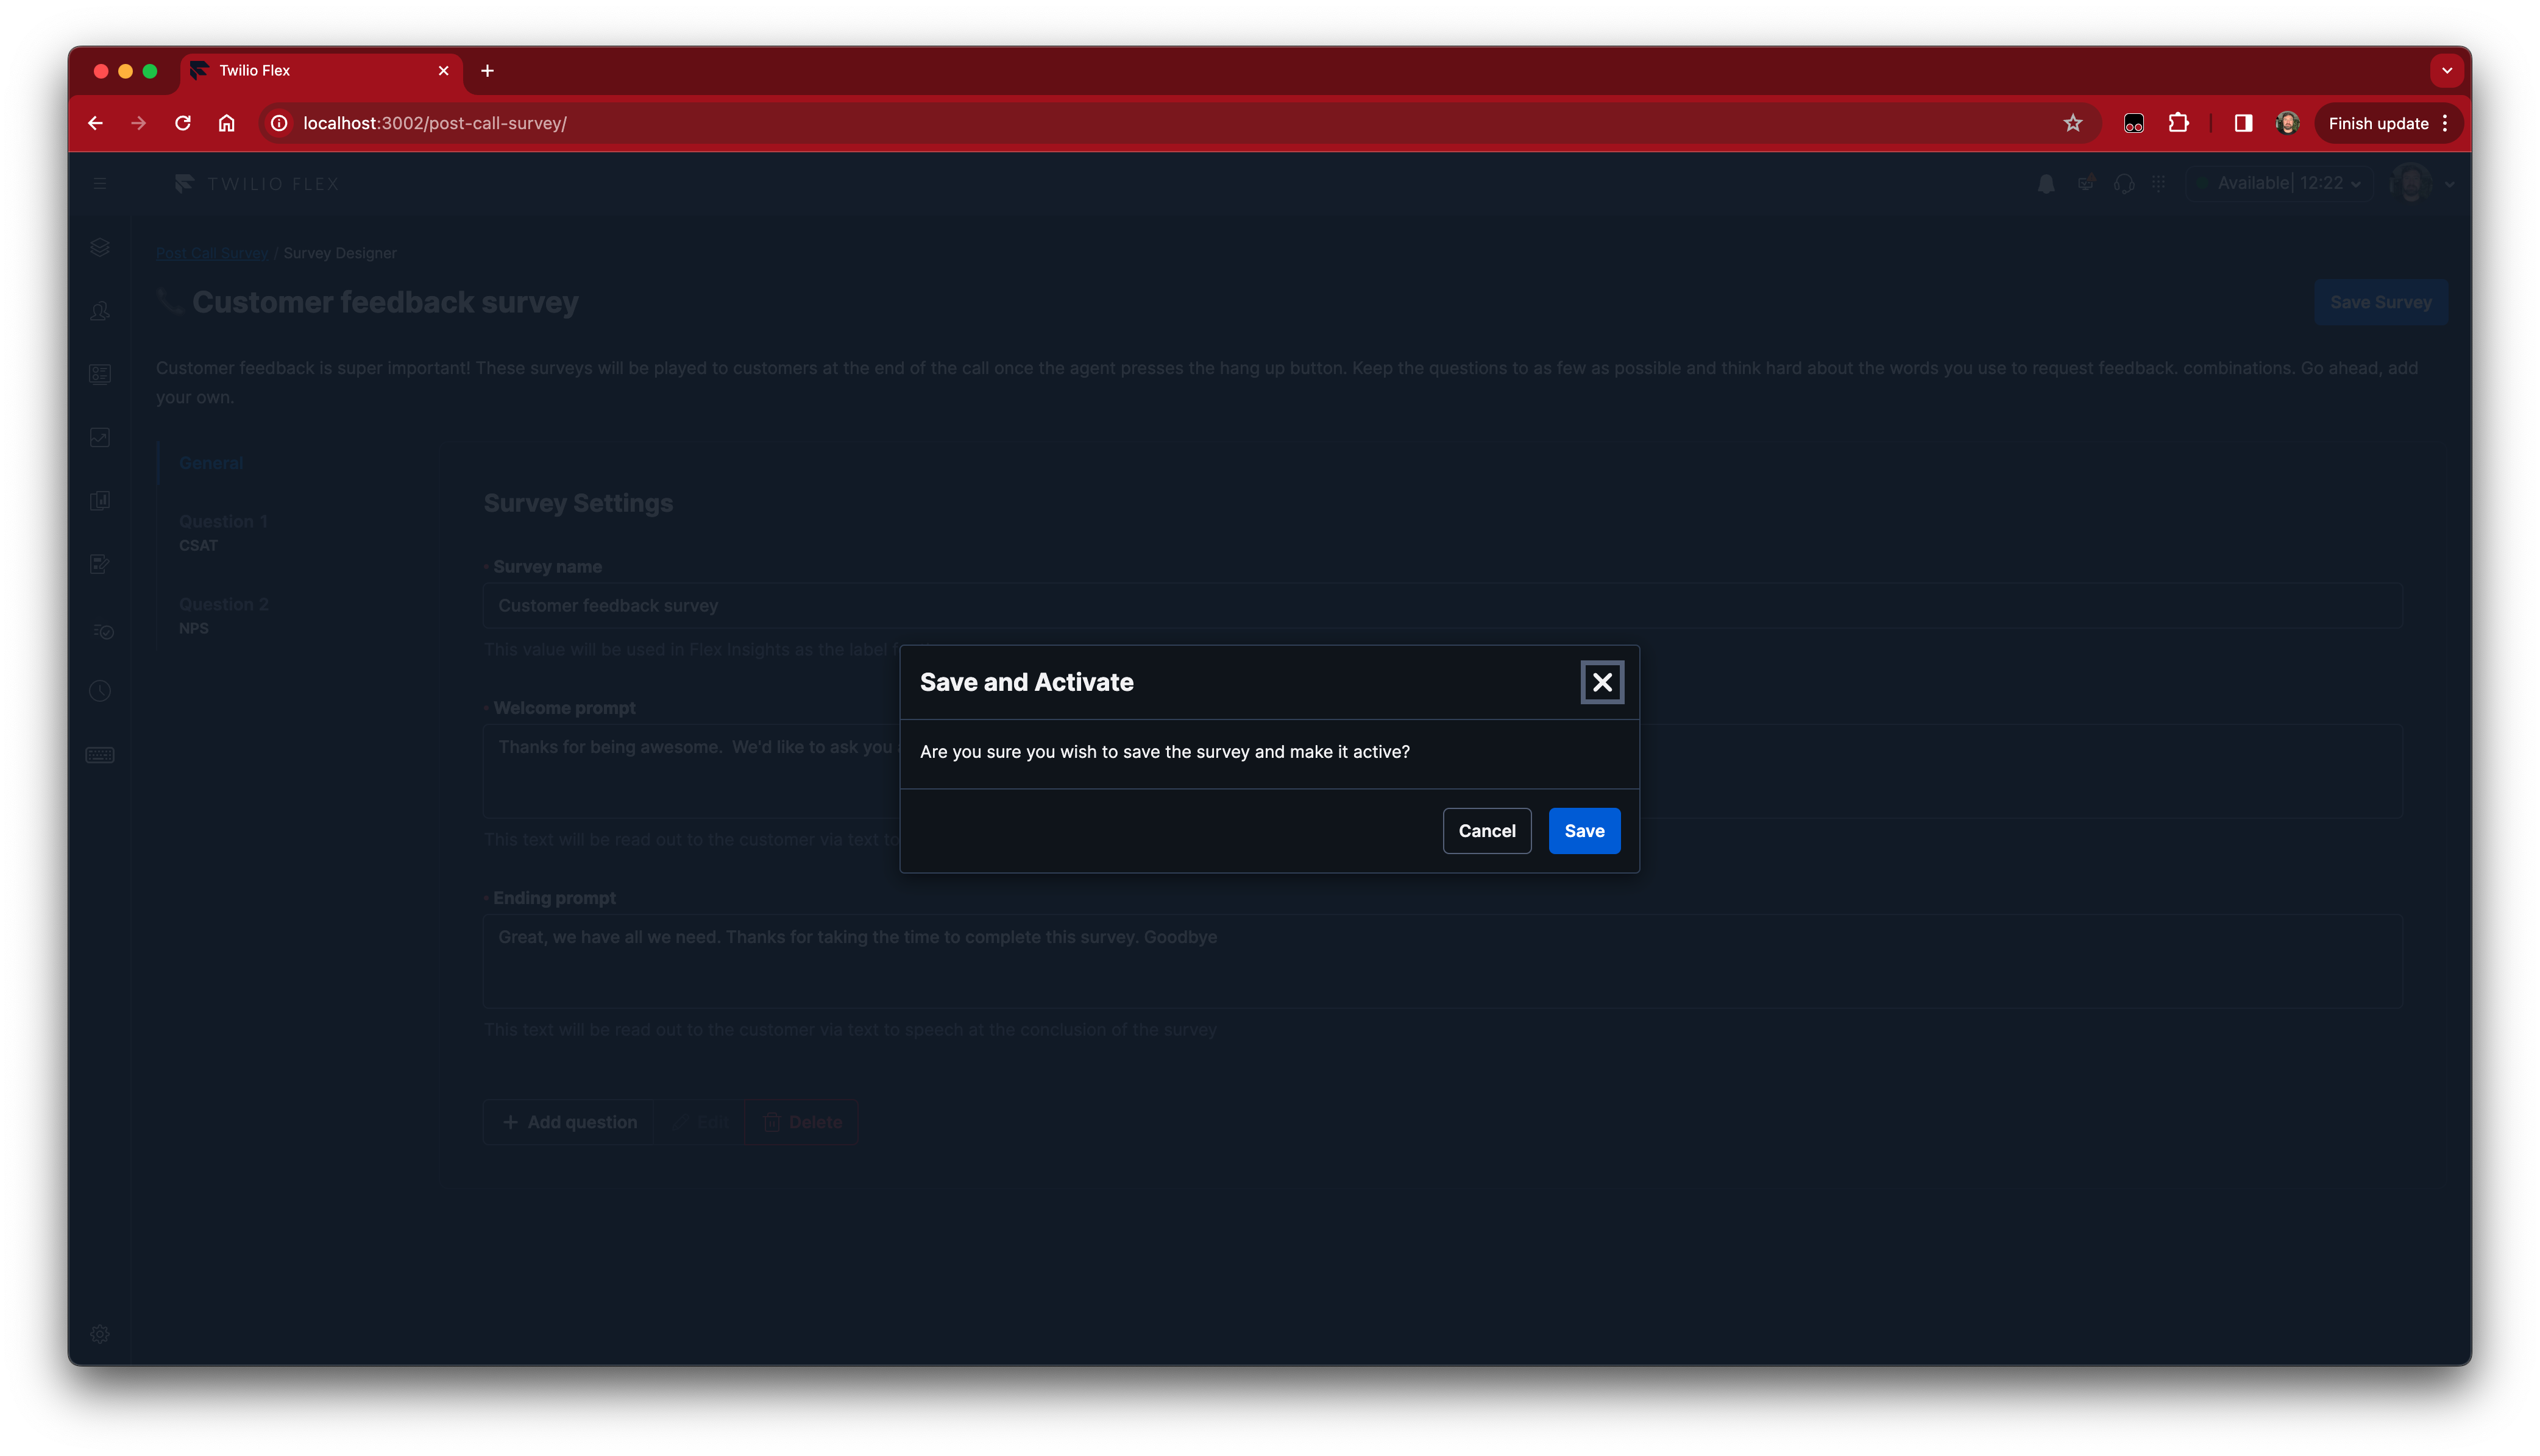 Twilio Flex
localhost:3002/post-call-survey/
Finish update
TWILIO FLEX
Available| 12:22
Post Call Survey / Survey Designer
Customer feedback survey
Save Survey
Customer feedback is super important! These surveys will be played to customers at the end of the call once the agent presses the hang up button. Keep the questions to as few as possible and think hard about the words you use to request feedback. combinations. Go ahead, add
your own.
General
Question 1
CSAT
Question 2
NPS
Survey Settings
Survey name
Customer feedback survey
This value will be used in Flex Insights as the label
Welcome prompt
Thanks for being awesome.  We'd like to ask you
This text will be read out to the customer via text to
Save and Activate
Are you sure you wish to save the survey and make it active?
Cancel
Save
Ending prompt
Great, we have all we need. Thanks for taking the time to complete this survey. Goodbye
This text will be read out to the customer via text to speech at the conclusion of the survey
Add question
Edit
Delete